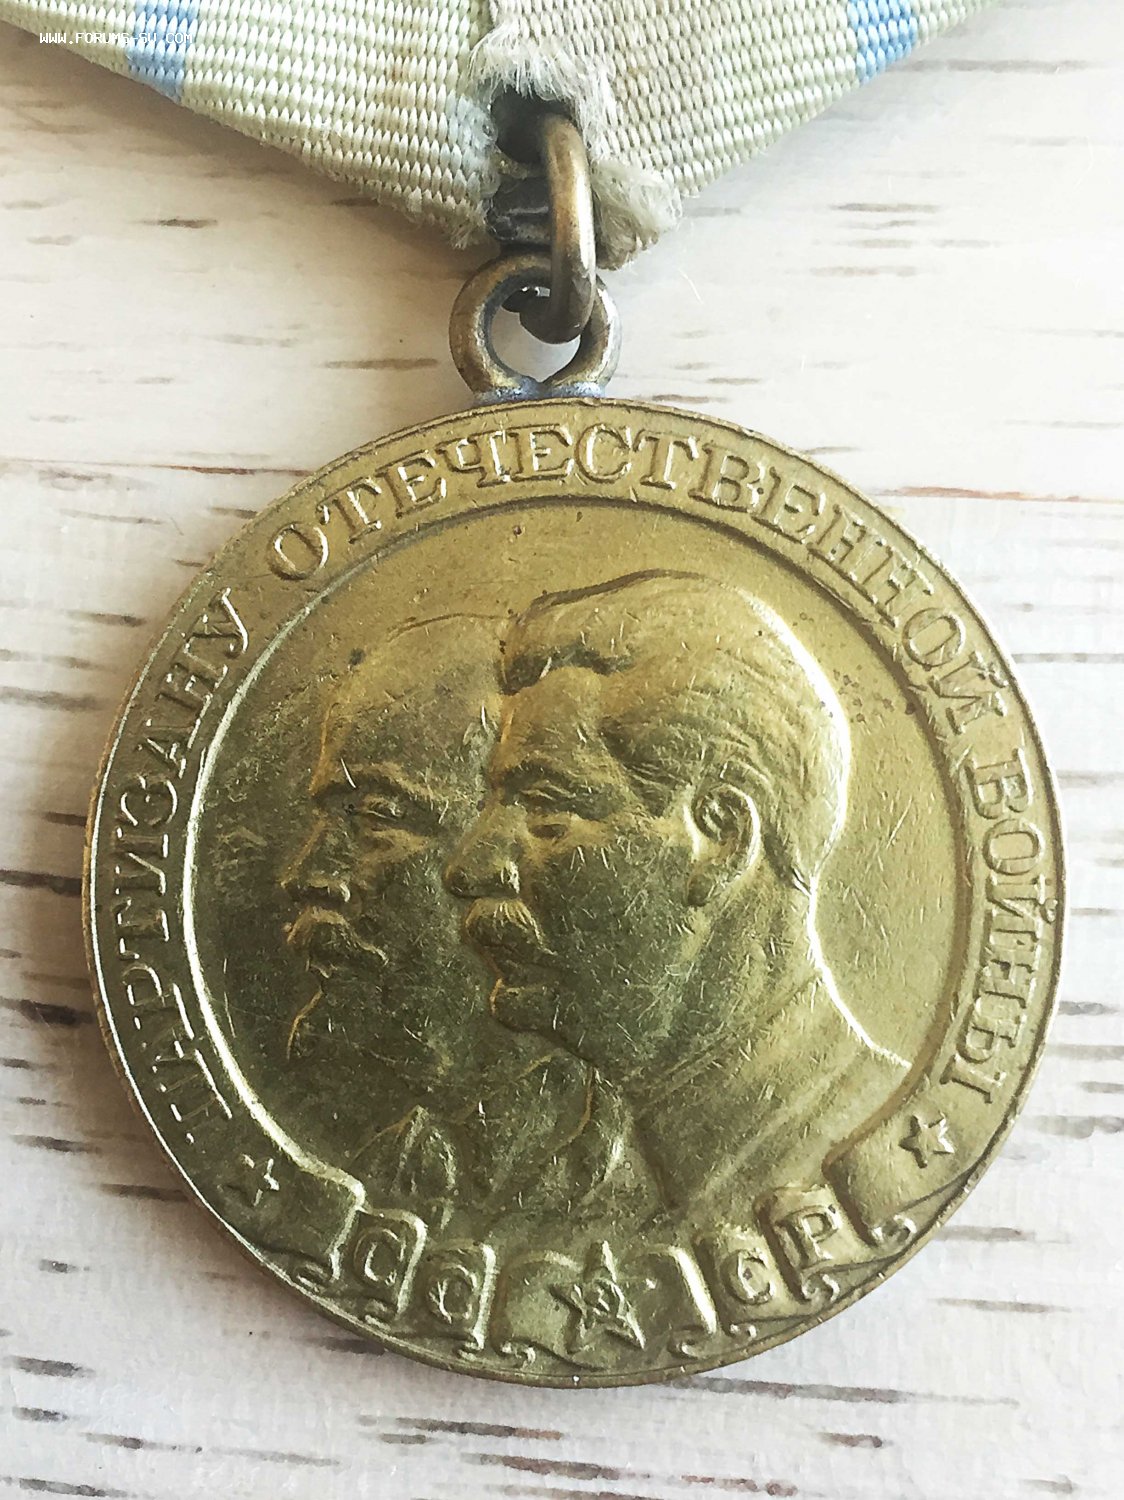 WWW.FORUMS-SU.COM
ПАРТИЗАНУ ОТЕЧЕСТВЕННОЙ ВОЙНЫ
СССР